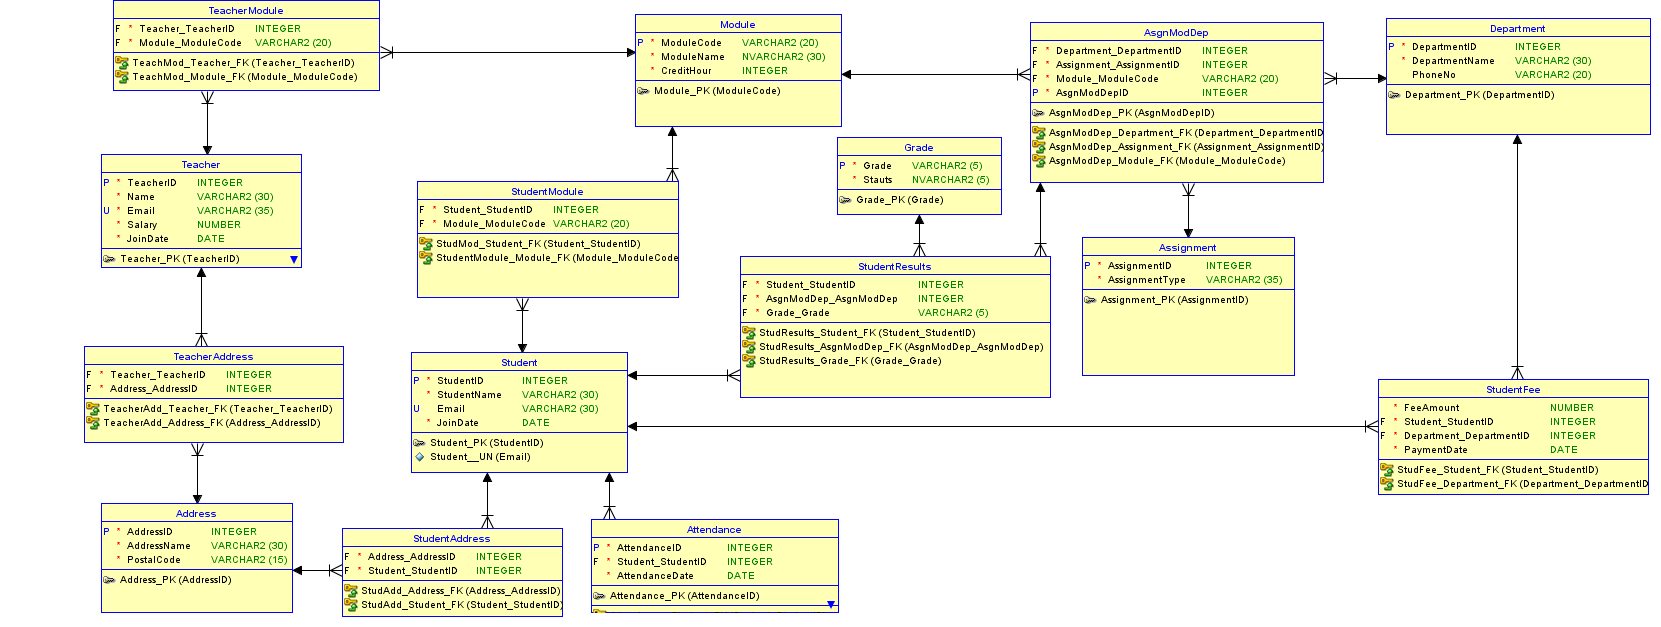 TeacherModule
F * Teacher_TeacherID INTEGER
F * Module_ModuleCode VARCHAR2 (20)
TeachMod_Teacher_FK (Teacher_TeacherID)
TeachMod_Module_FK (Module_ModuleCode)
Module
P * ModuleCode VARCHAR2 (20)
* ModuleName NVARCHAR2 (30)
* CreditHour INTEGER
Module_PK (ModuleCode)
AsgnModDep
F * Department_DepartmentID INTEGER
F * Assignment_AssignmentID INTEGER
F * Module_ModuleCode VARCHAR2 (20)
P * AsgnModDepID INTEGER
AsgnModDep_PK (AsgnModDepID)
AsgnModDep_Department_FK (Department_DepartmentID
AsgnModDep_Assignment_FK (Assignment_AssignmentID)
AsgnModDep_Module_FK (Module_ModuleCode)
Department
P * DepartmentID INTEGER
* DepartmentName VARCHAR2 (30)
PhoneNo VARCHAR2 (20)
Department_PK (DepartmentID)
Teacher
P * TeacherID INTEGER
* Name VARCHAR2 (30)
U * Email VARCHAR2 (35)
* Salary NUMBER
* JoinDate DATE
Teacher_PK (TeacherID)
StudentModule
F * Student_StudentID INTEGER
F * Module_ModuleCode VARCHAR2 (20)
StudMod_Student_FK (Student_StudentID)
StudentModule_Module_FK (Module_ModuleCode
Grade
P * Grade VARCHAR2 (5)
* Stauts NVARCHAR2 (5)
Grade_PK (Grade)
StudentResults
F * Student_StudentID INTEGER
F * AsgnModDep_AsgnModDep INTEGER
F * Grade_Grade VARCHAR2 (5)
StudResults_Student_FK (Student_StudentID)
StudResults_AsgnModDep_FK (AsgnModDep_AsgnModDep)
StudResults_Grade_FK (Grade_Grade)
Assignment
P * AssignmentID INTEGER
* AssignmentType VARCHAR2 (35)
Assignment_PK (AssignmentID)
TeacherAddress
F * Teacher_TeacherID INTEGER
F * Address_AddressID INTEGER
TeacherAdd_Teacher_FK (Teacher_TeacherID)
TeacherAdd_Address_FK (Address_AddressID)
Student
P * StudentID INTEGER
* StudentName VARCHAR2 (30)
U Email VARCHAR2 (30)
* JoinDate DATE
Student_PK (StudentID)
Student__UN (Email)
StudentFee
* FeeAmount NUMBER
F * Student_StudentID INTEGER
F * Department_DepartmentID INTEGER
* PaymentDate DATE
StudFee_Student_FK (Student_StudentID)
StudFee_Department_FK (Department_DepartmentID
Address
P * AddressID INTEGER
* AddressName VARCHAR2 (30)
* PostalCode VARCHAR2 (15)
Address_PK (AddressID)
StudentAddress
F * Address_AddressID INTEGER
F * Student_StudentID INTEGER
StudAdd_Address_FK (Address_AddressID)
StudAdd_Student_FK (Student_StudentID)
Attendance
P * AttendanceID INTEGER
F * Student_StudentID INTEGER
* AttendanceDate DATE
Attendance_PK (AttendanceID)